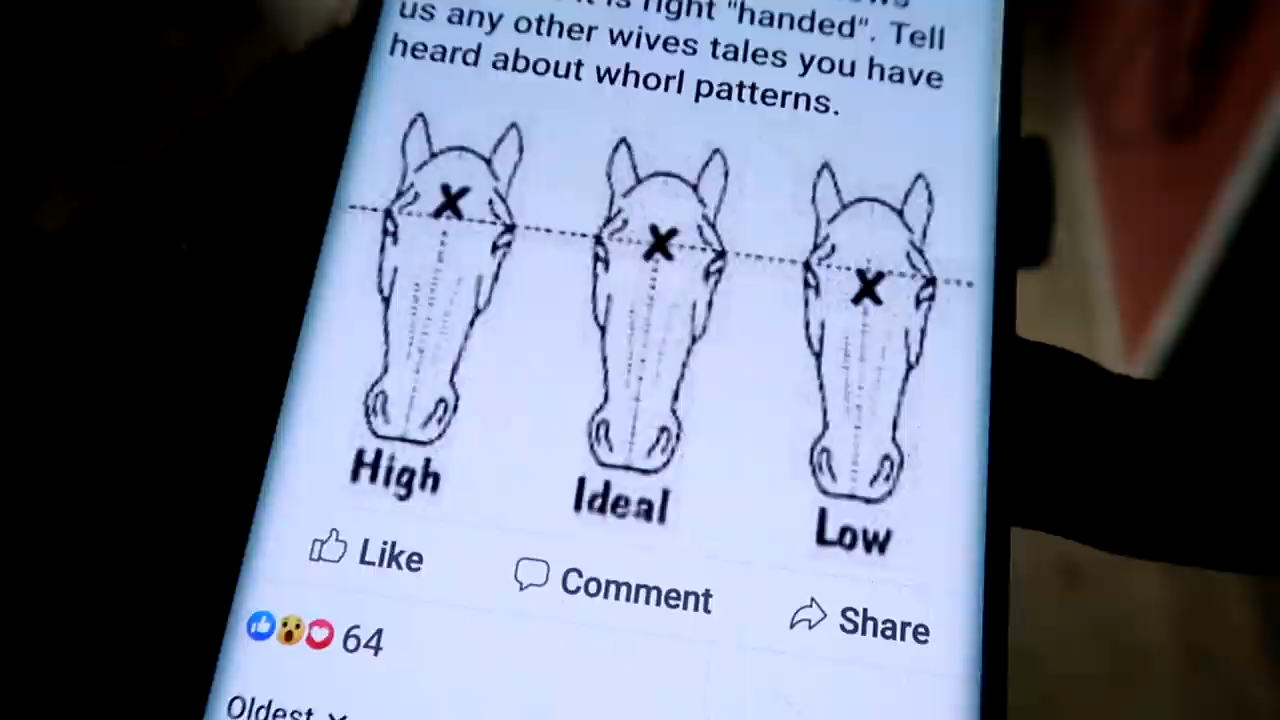 is right "handed". Tell
us any other wives tales you have
heard about whorl patterns.
High
Ideal
Low
Like
Comment
Share
64
Oldest